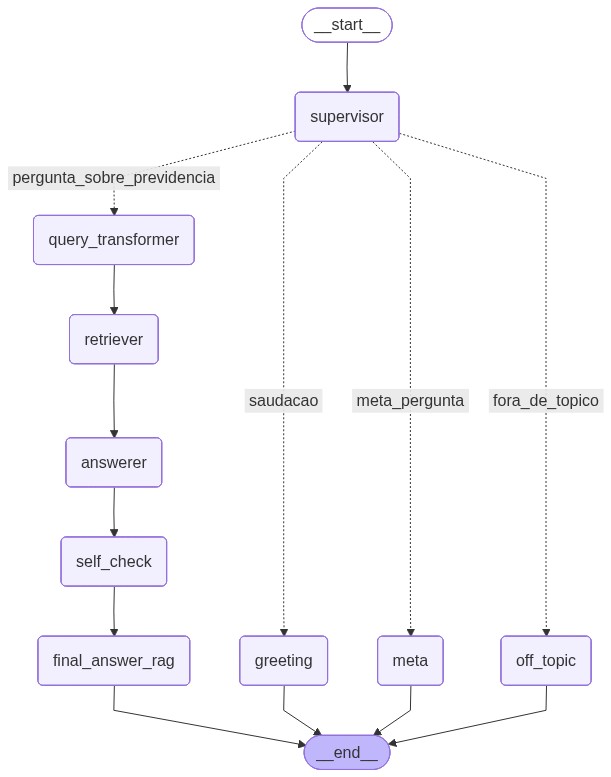 __start__
supervisor
pergunta_sobre_previdencia
query_transformer
retriever
saudacao
meta_pergunta
fora_de_topico
answerer
self_check
final_answer_rag
greeting
meta
off_topic
__end__